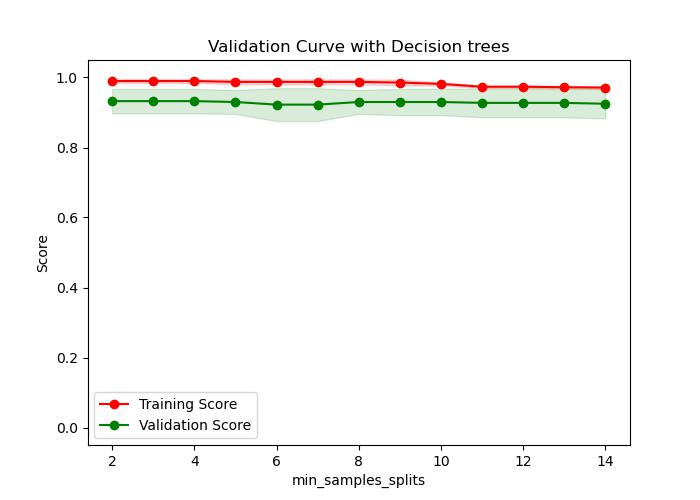 Validation Curve with Decision trees
1.0
0.8
0.6
0.4
0.2
0.0
Score
Training Score
Validation Score
2 4 6 8 10 12 14
min_samples_splits